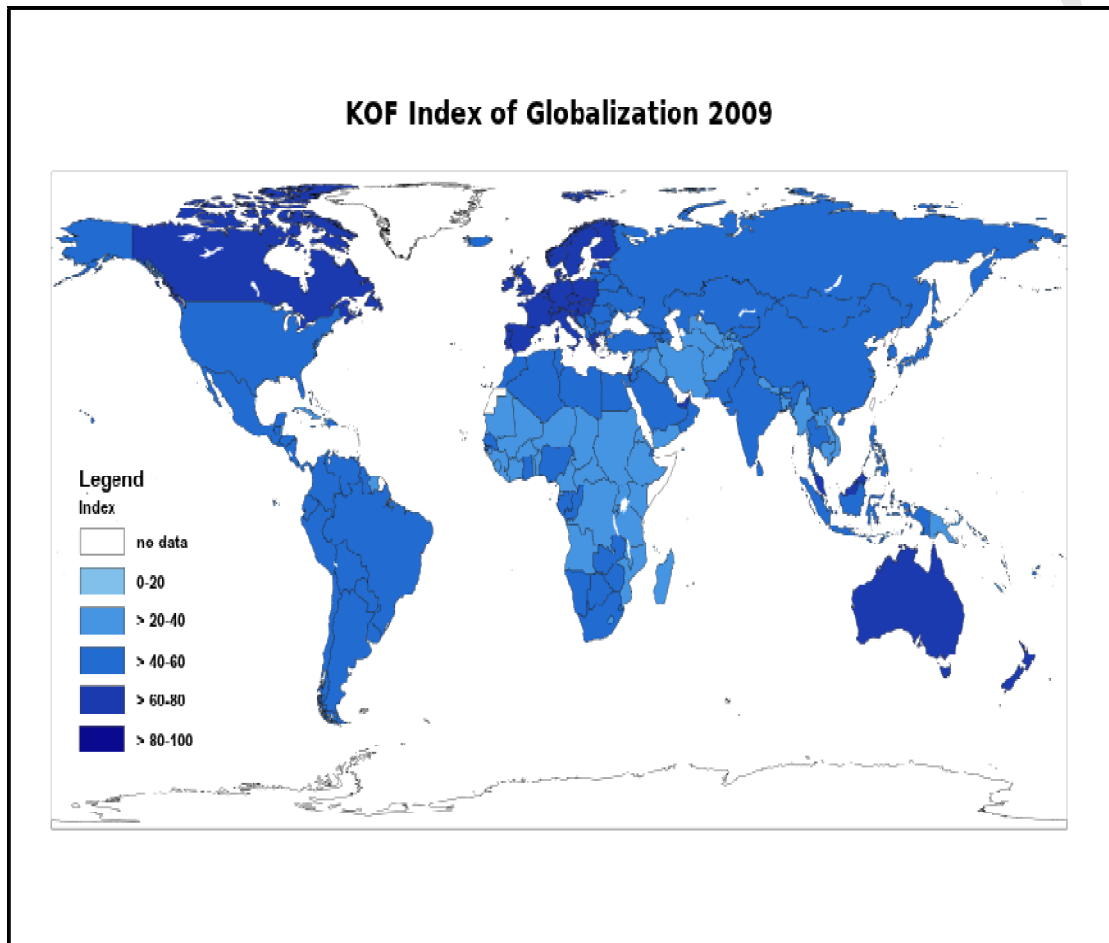 KOF Index of Globalization 2009
Legend
Index
no data
0-20
> 20-40
> 40-60
> 60-80
> 80-100